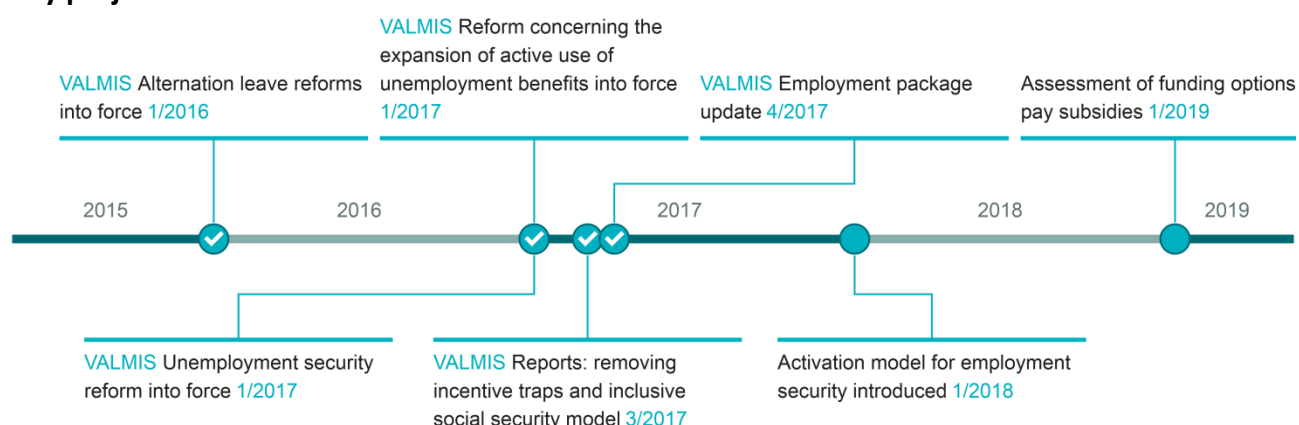 VALMIS Reform concerning the
expansion of active use of
unemployment benefits into force
1/2017
VALMIS Alternation leave reforms
into force 1/2016
VALMIS Employment package
update 4/2017
Assessment of funding options
pay subsidies 1/2019
2015
2016
2017
2018
2019
VALMIS Unemployment security
reform into force 1/2017
VALMIS Reports: removing
incentive traps and inclusive
social security model 3/2017
Activation model for employment
security introduced 1/2018